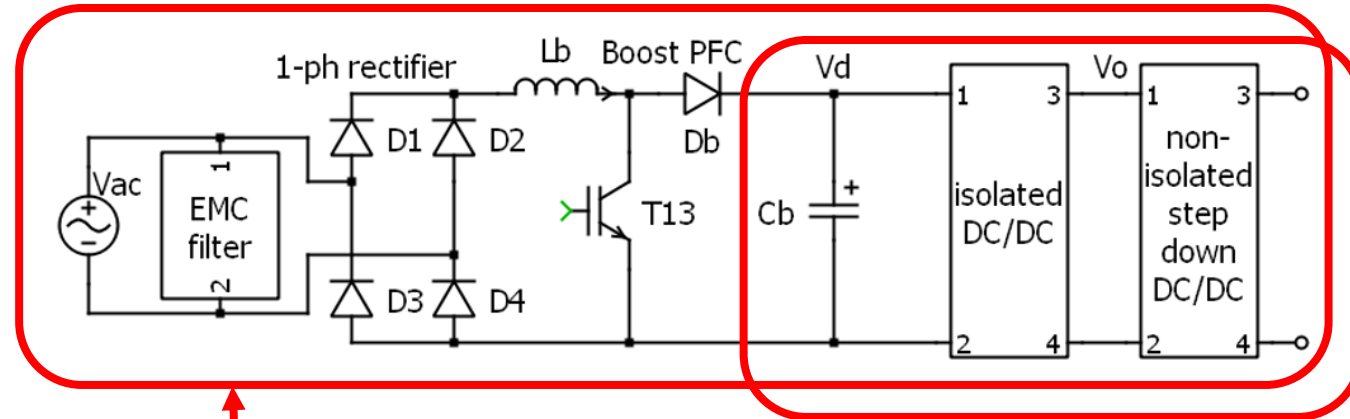 1-ph rectifier
Lb
Boost PFC
Vd
Vo
D1
D2
Db
Vac
1
EMC
filter
2
T13
Cb
+
D3
D4
1
3
isolated
DC/DC
2
4
1
3
non-
isolated
step
down
DC/DC
2
4